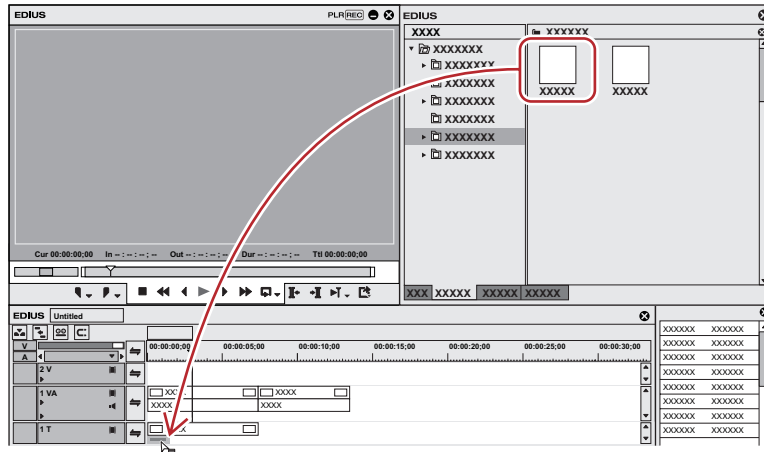 EDIUS PLR REC
Cur 00:00:00;00 In -- : -- : -- ; -- Out -- : -- : -- ; -- Dur -- : -- : -- ; -- Ttl 00:00:00;00
EDIUS
XXXX
XXXXXXX
XXXXXXX
XXXXXXX
XXXXXXX
XXXXXXX
XXXXXXX
XXXXXXX
XXXXXX
XXXXX XXXXX
XXX XXXXX XXXXX XXXXX
EDIUS Untitled
V
A
00:00:00;00 00:00:05;00 00:00:10;00 00:00:15;00 00:00:20;00 00:00:25;00 00:00:30;00
2 V
1 VA
XXXX
XXXX XXXX
1 T
XXXXXX XXXXXX
XXXXXX XXXXXX
XXXXXX XXXXXX
XXXXXX XXXXXX
XXXXXX XXXXXX
XXXXXX XXXXXX
XXXXXX XXXXXX
XXXXXX XXXXXX